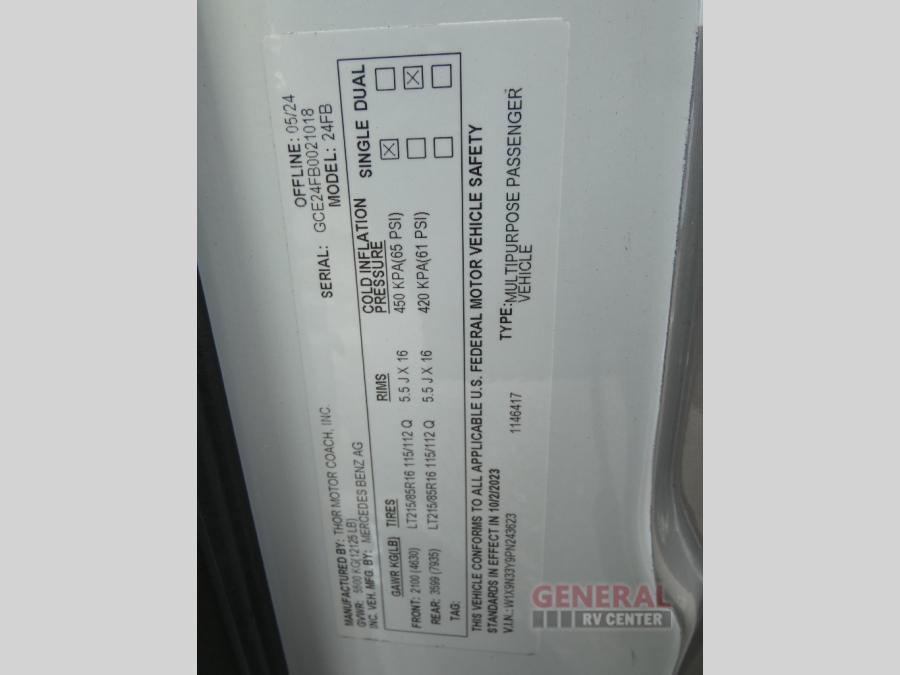 OFFLINE: 05/24
SERIAL: GCE24FB0021018
MODEL: 24FB
MANUFACTURED BY: THOR MOTOR COACH, INC.
GVWR: 5500 KG(12125 LB)
INC. VEH. MFG. BY: MERCEDES BENZ AG
GAWR KG(LB) TIRES RIMS COLD INFLATION PRESSURE SINGLE DUAL
FRONT: 2100 (4630) LT215/85R16 115/112 Q 5.5 J X 16 450 KPA(65 PSI)
REAR: 3599 (7935) LT215/85R16 115/112 Q 5.5 J X 16 420 KPA(61 PSI)
TAG:
THIS VEHICLE CONFORMS TO ALL APPLICABLE U.S. FEDERAL MOTOR VEHICLE SAFETY
STANDARDS IN EFFECT IN 10/2/2023
V.I.N.: W1X9N33Y9PN243623 1146417 TYPE: MULTIPURPOSE PASSENGER
VEHICLE
GENERAL
RV CENTER